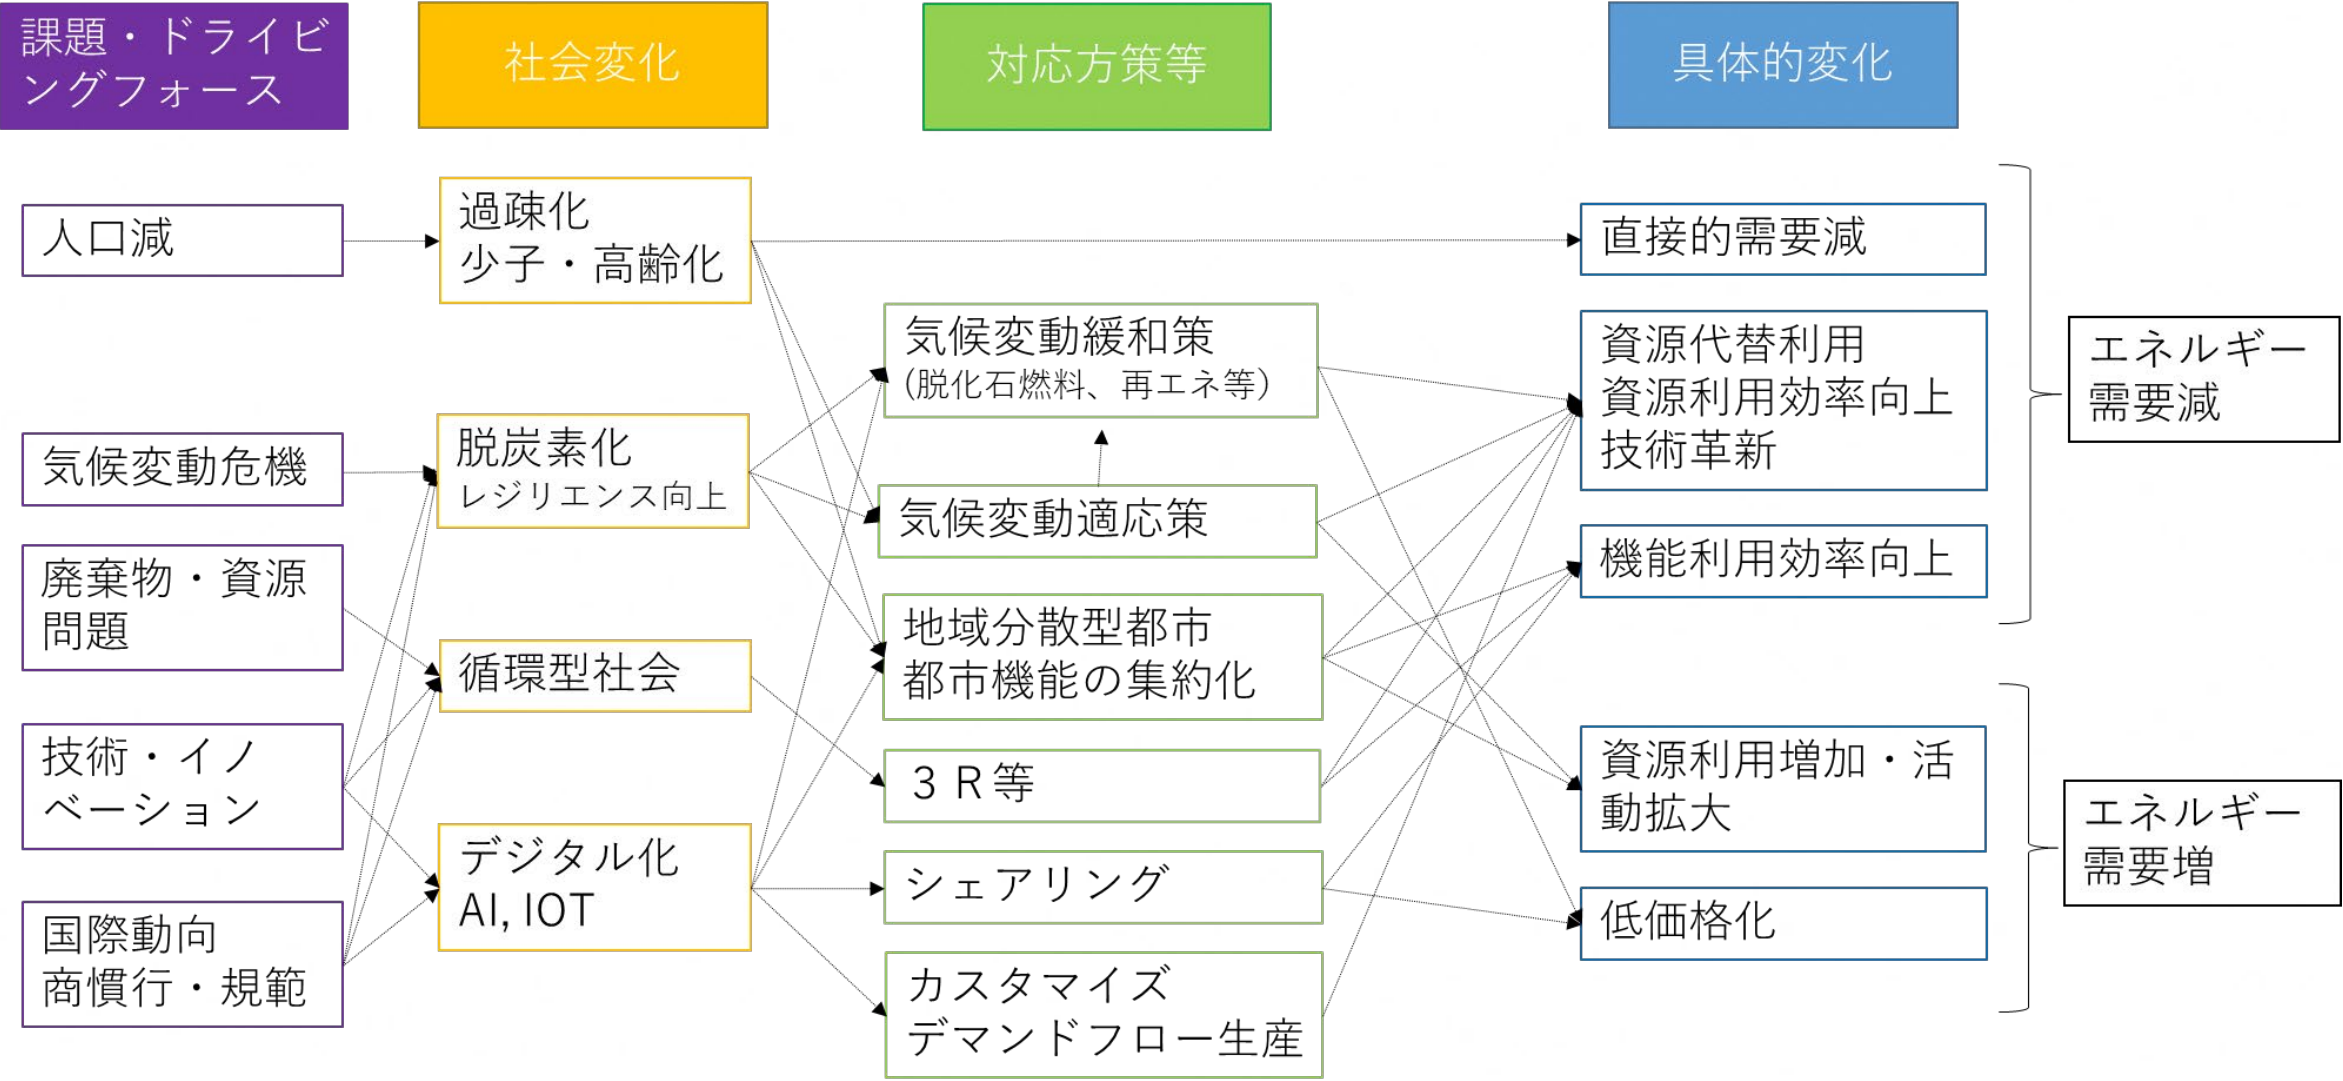 課題・ドライビ
ングフォース
社会変化
対応方策等
具体的変化
人口減
気候変動危機
廃棄物・資源
問題
技術・イノ
ベーション
国際動向
商慣行・規範
過疎化
少子・高齢化
脱炭素化
レジリエンス向上
循環型社会
デジタル化
AI, IOT
気候変動緩和策
(脱化石燃料、再エネ等)
気候変動適応策
地域分散型都市
都市機能の集約化
３Ｒ等
シェアリング
カスタマイズ
デマンドフロー生産
直接的需要減
資源代替利用
資源利用効率向上
技術革新
機能利用効率向上
資源利用増加・活
動拡大
低価格化
エネルギー
需要減
エネルギー
需要増